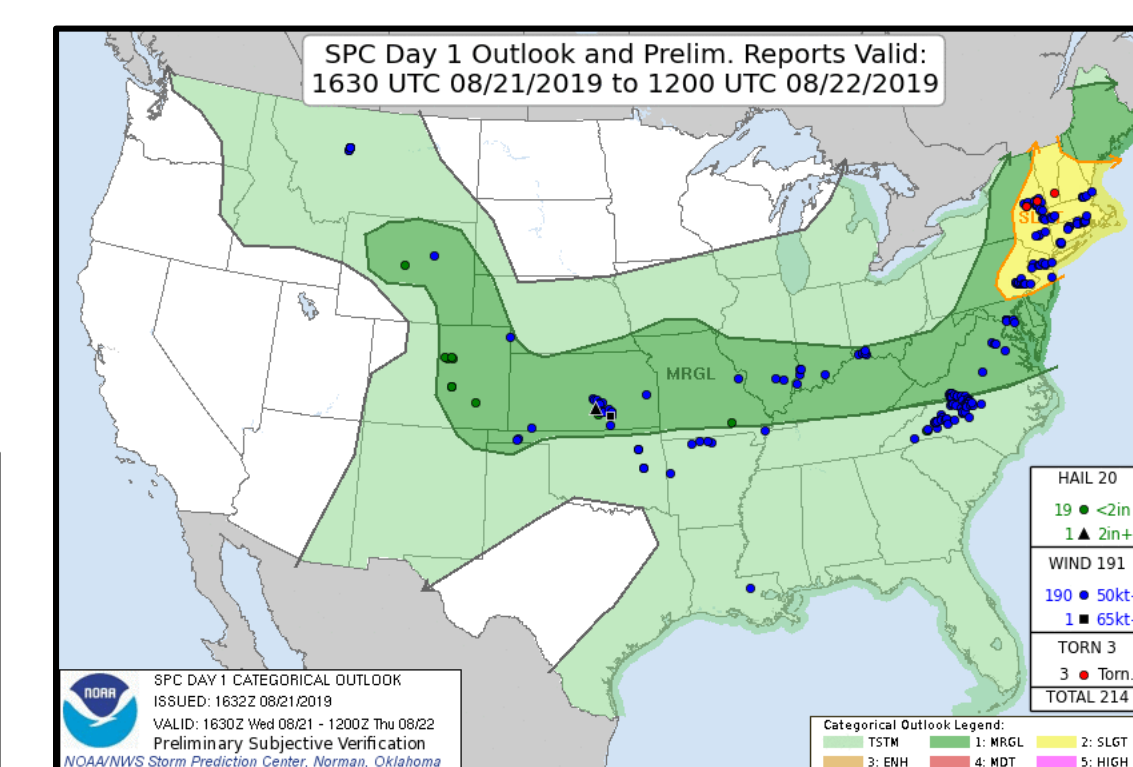 SPC Day 1 Outlook and Prelim. Reports Valid:
1630 UTC 08/21/2019 to 1200 UTC 08/22/2019
MRGL
HAIL 20
19 <2in
1 2in+
WIND 191
190 50kt+
1 65kt+
TORN 3
3 Torn.
TOTAL 214
NOAA
SPC DAY 1 CATEGORICAL OUTLOOK
ISSUED: 1632Z 08/21/2019
VALID: 1630Z Wed 08/21 - 1200Z Thu 08/22
Preliminary Subjective Verification
NOAA/NWS Storm Prediction Center, Norman, Oklahoma
Categorical Outlook Legend:
TSTM 1: MRGL 2: SLGT
3: ENH 4: MDT 5: HIGH